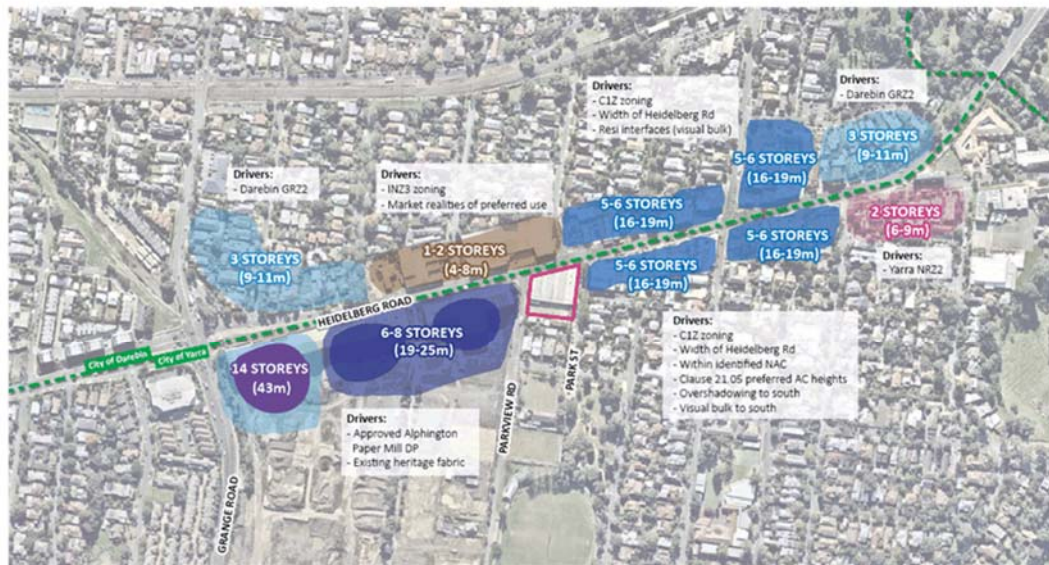 Drivers:
- C1Z zoning
- Width of Heidelberg Rd
- Resi interfaces (visual bulk)
Drivers:
- Darebin GRZ2
Drivers:
- Darebin GRZ2
Drivers:
- INZ3 zoning
- Market realities of preferred use
3 STOREYS
(9-11m)
5-6 STOREYS
(16-19m)
5-6 STOREYS
(16-19m)
2 STOREYS
(6-9m)
5-6 STOREYS
(16-19m)
1-2 STOREYS
(4-8m)
3 STOREYS
(9-11m)
5-6 STOREYS
(16-19m)
Drivers:
- Yarra NRZ2
HEIDELBERG ROAD
6-8 STOREYS
(19-25m)
Drivers:
- C1Z zoning
- Width of Heidelberg Rd
- Within identified NAC
- Clause 21.05 preferred AC heights
- Overshadowing to south
- Visual bulk to south
City of Darebin
City of Yarra
14 STOREYS
(43m)
PARK ST
PARKVIEW RD
Drivers:
- Approved Alphington
Paper Mill DP
- Existing heritage fabric
GRANGE ROAD